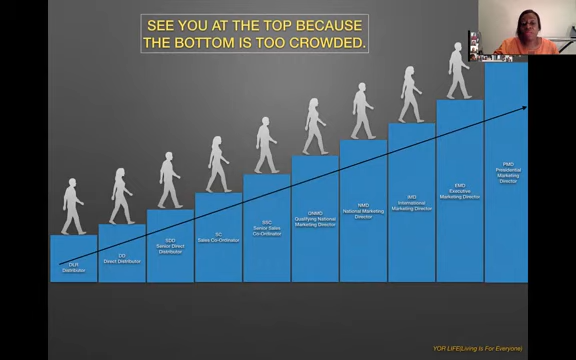 SEE YOU AT THE TOP BECAUSE
THE BOTTOM IS TOO CROWDED.
DLR
Distributor
DD
Direct Distributor
SDD
Senior Direct
Distributor
SC
Sales Co-Ordinator
SSC
Senior Sales
Co-Ordinator
QNMD
Qualifying National
Marketing Director
NMD
National Marketing
Director
IMD
International
Marketing Director
EMD
Executive
Marketing Director
PMD
Presidential
Marketing
Director
YOR LIFE(Living Is For Everyone)